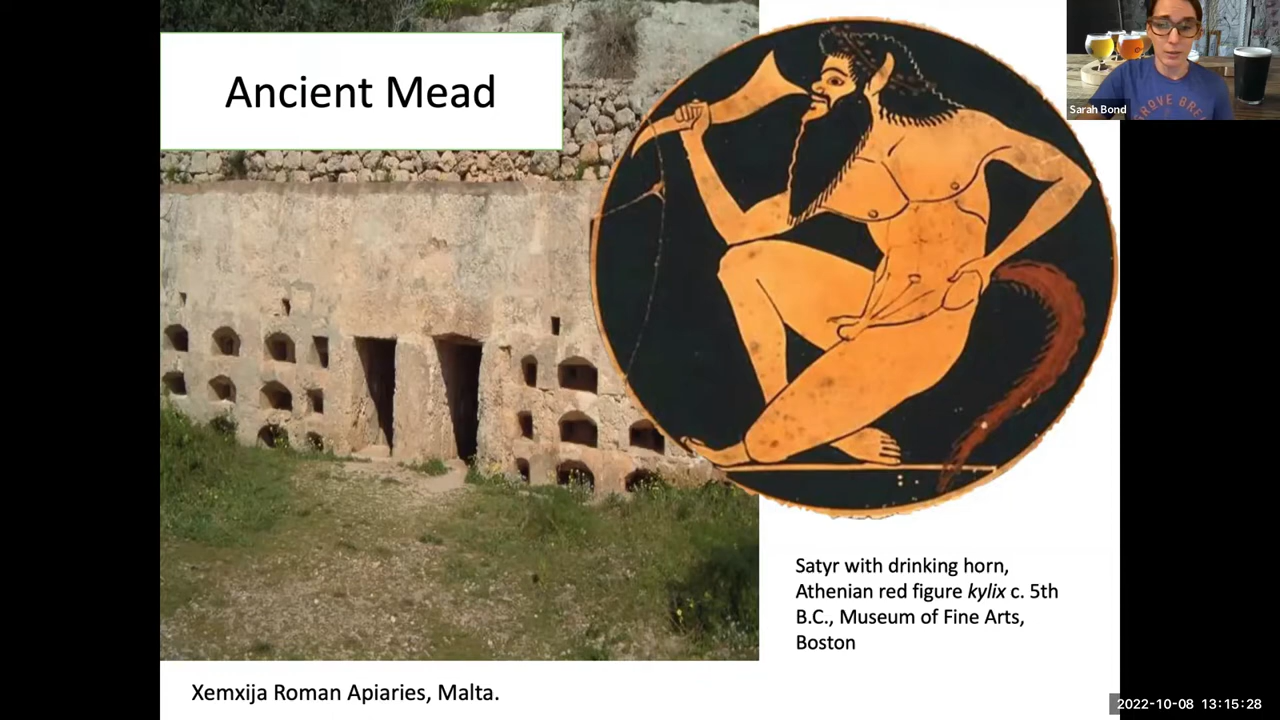 Ancient Mead
Sarah Bond
Satyr with drinking horn,
Athenian red figure kylix c. 5th
B.C., Museum of Fine Arts,
Boston
Xemxija Roman Apiaries, Malta.
2022-10-08 13:15:28